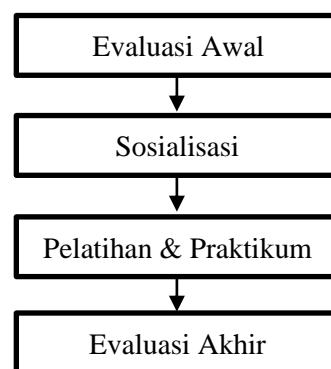 Evaluasi Awal
Sosialisasi
Pelatihan & Praktikum
Evaluasi Akhir